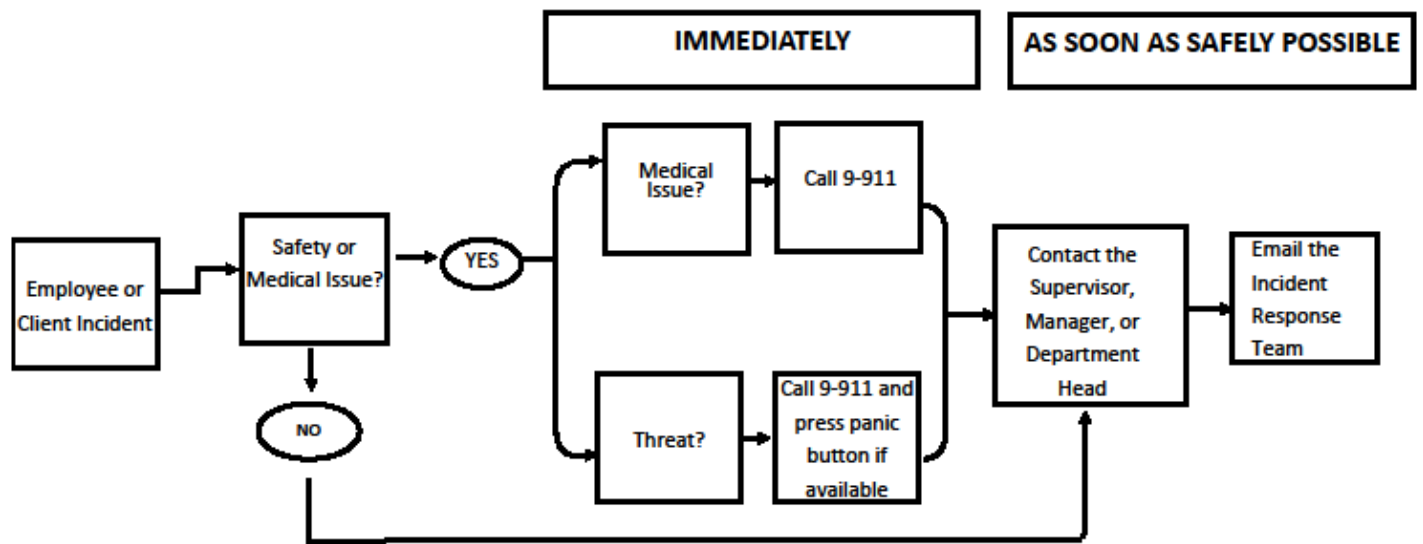 IMMEDIATELY
AS SOON AS SAFELY POSSIBLE
Employee or
Client Incident
Safety or
Medical Issue?
YES
NO
Medical
Issue?
Call 9-911
Threat?
Call 9-911 and
press panic
button if
available
Contact the
Supervisor,
Manager, or
Department
Head
Email the
Incident
Response
Team